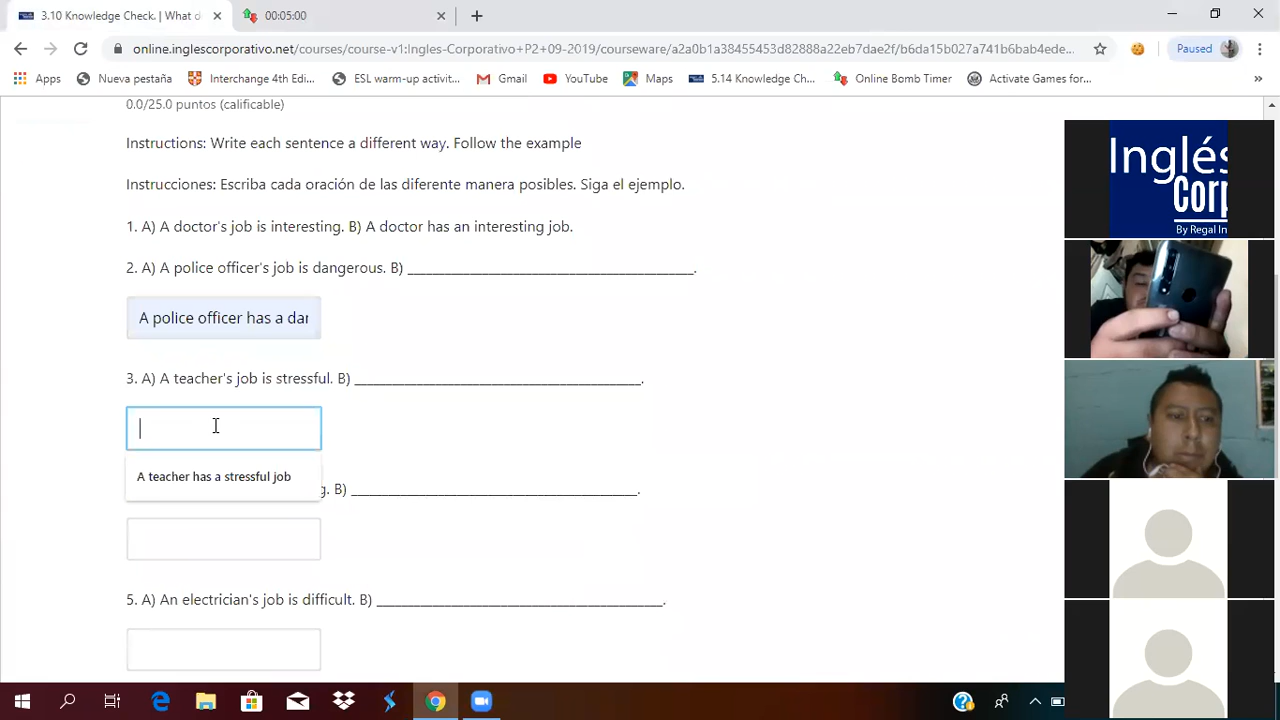 3.10 Knowledge Check. | What d
00:05:00
online.inglescorporativo.net/courses/course-v1:Ingles-Corporativo+P2+09-2019/courseware/a2a0b1a38455453d82888a22eb7dae2f/b6da15b027a741b6bab4ede...
Paused
Apps
Nueva pestaña
Interchange 4th Edi...
ESL warm-up activit...
Gmail
YouTube
Maps
5.14 Knowledge Ch...
Online Bomb Timer
Activate Games for...
»
0.0/25.0 puntos (calificable)
Instructions: Write each sentence a different way. Follow the example
Instrucciones: Escriba cada oración de las diferente manera posibles. Siga el ejemplo.
1. A) A doctor's job is interesting. B) A doctor has an interesting job.
2. A) A police officer's job is dangerous. B) ________________________________________.
A police officer has a dan
3. A) A teacher's job is stressful. B) ________________________________________.
A teacher has a stressful job
g. B) ________________________________________.
5. A) An electrician's job is difficult. B) ________________________________________.
Inglés
Corp
By Regal In